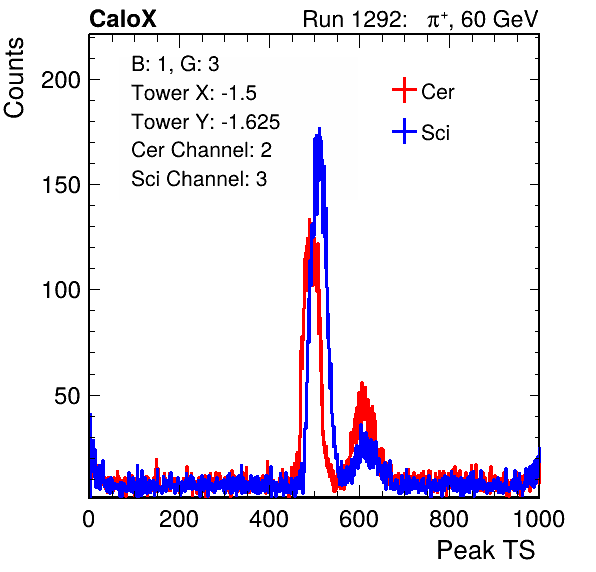 CaloX
Run 1292: π⁺, 60 GeV
Counts
B: 1, G: 3
Tower X: -1.5
Tower Y: -1.625
Cer Channel: 2
Sci Channel: 3
Cer
Sci
200
150
100
50
0 200 400 600 800 1000
Peak TS